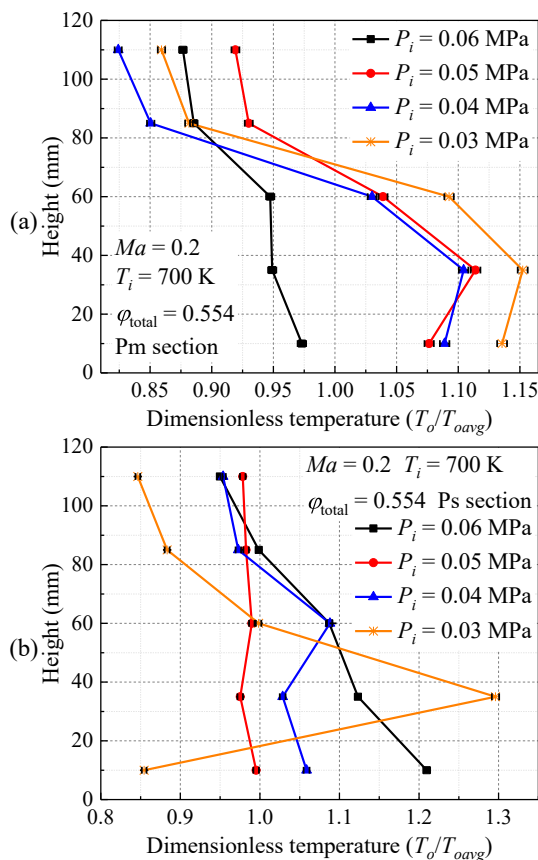 120
100
80
60
40
20
0
Height (mm)
(a)
Pᵢ = 0.06 MPa
Pᵢ = 0.05 MPa
Pᵢ = 0.04 MPa
Pᵢ = 0.03 MPa
Ma = 0.2
Tᵢ = 700 K
φtotal = 0.554
Pm section
0.85 0.90 0.95 1.00 1.05 1.10 1.15
Dimensionless temperature (To/Toavg)
120
100
80
60
40
20
0
Height (mm)
(b)
Ma = 0.2 Tᵢ = 700 K
φtotal = 0.554 Ps section
Pᵢ = 0.06 MPa
Pᵢ = 0.05 MPa
Pᵢ = 0.04 MPa
Pᵢ = 0.03 MPa
0.8 0.9 1.0 1.1 1.2 1.3
Dimensionless temperature (To/Toavg)